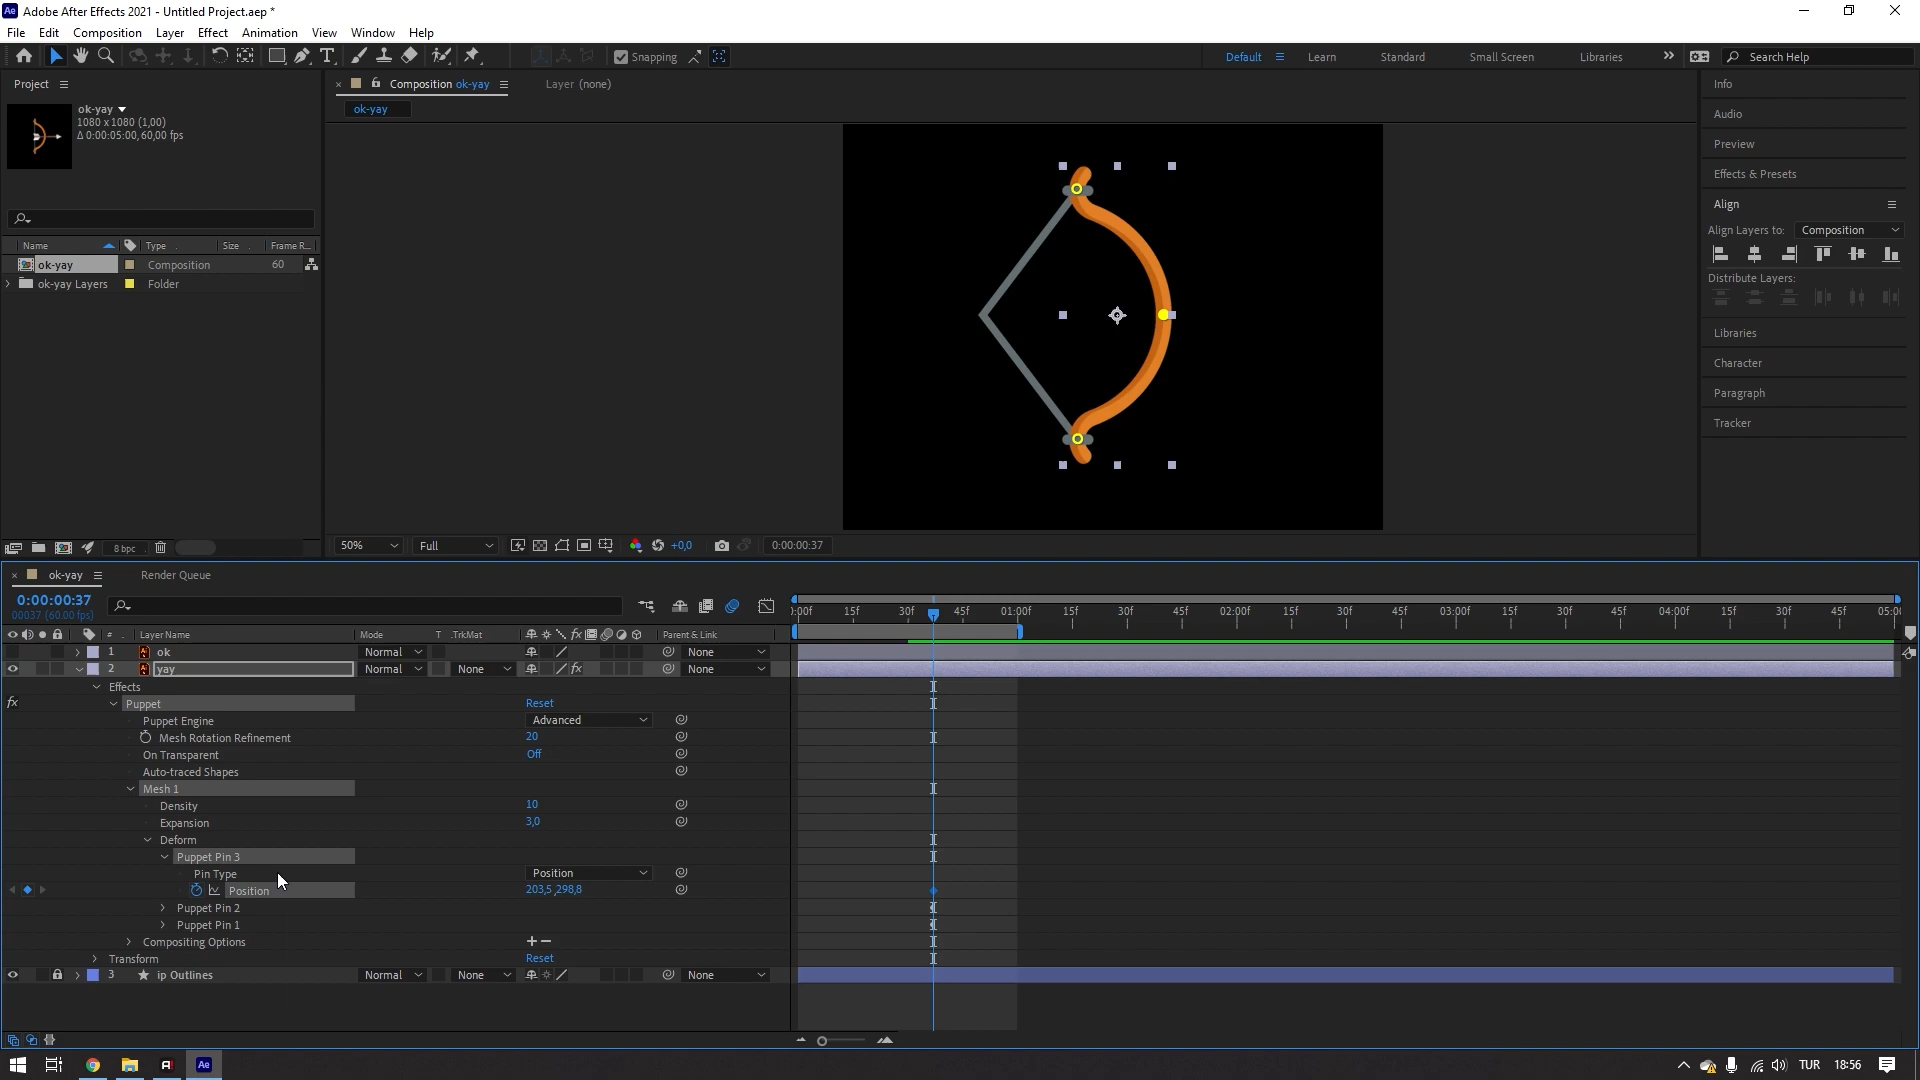 Adobe After Effects 2021 - Untitled Project.aep *
File Edit Composition Layer Effect Animation View Window Help
Snapping
Default Learn Standard Small Screen Libraries Search Help
Project
ok-yay
1080 x 1080 (1,00)
Δ 0:00:05:00, 60,00 fps
Name Type Size Frame R...
ok-yay Composition 60
ok-yay Layers Folder
8 bpc
Composition ok-yay Layer (none)
ok-yay
50% Full +0,0 0:00:00:37
Info
Audio
Preview
Effects & Presets
Align
Align Layers to: Composition
Distribute Layers:
Libraries
Character
Paragraph
Tracker
ok-yay Render Queue
0:00:00:37
00037 (60.00 fps)
# Layer Name Mode T .TrkMat Parent & Link
):00f 15f 30f 45f 01:00f 15f 30f 45f 02:00f 15f 30f 45f 03:00f 15f 30f 45f 04:00f 15f 30f 45f 05:00
1 ok Normal None
2 yay Normal None None
Effects
fx Puppet Reset
Puppet Engine Advanced
Mesh Rotation Refinement 20
On Transparent Off
Auto-traced Shapes
Mesh 1
Density 10
Expansion 3,0
Deform
Puppet Pin 3
Pin Type Position
Position 203,5 ,298,8
Puppet Pin 2
Puppet Pin 1
Compositing Options
Transform Reset
3 ip Outlines Normal None None
TUR 18:56